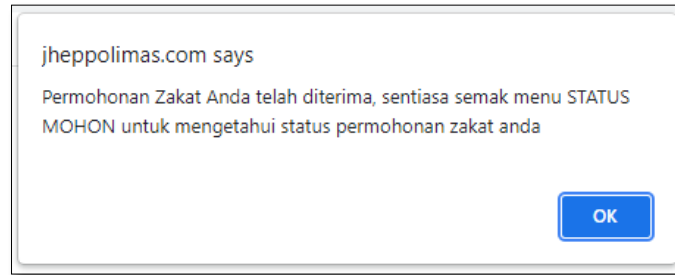 jheppolimas.com says
Permohonan Zakat Anda telah diterima, sentiasa semak menu STATUS
MOHON untuk mengetahui status permohonan zakat anda
OK